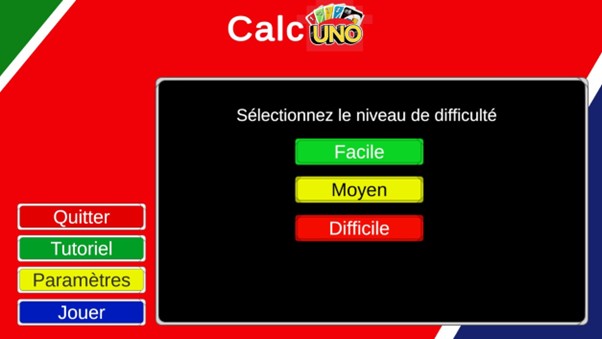 Calc UNO
Sélectionnez le niveau de difficulté
Facile
Moyen
Difficile
Quitter
Tutoriel
Paramètres
Jouer